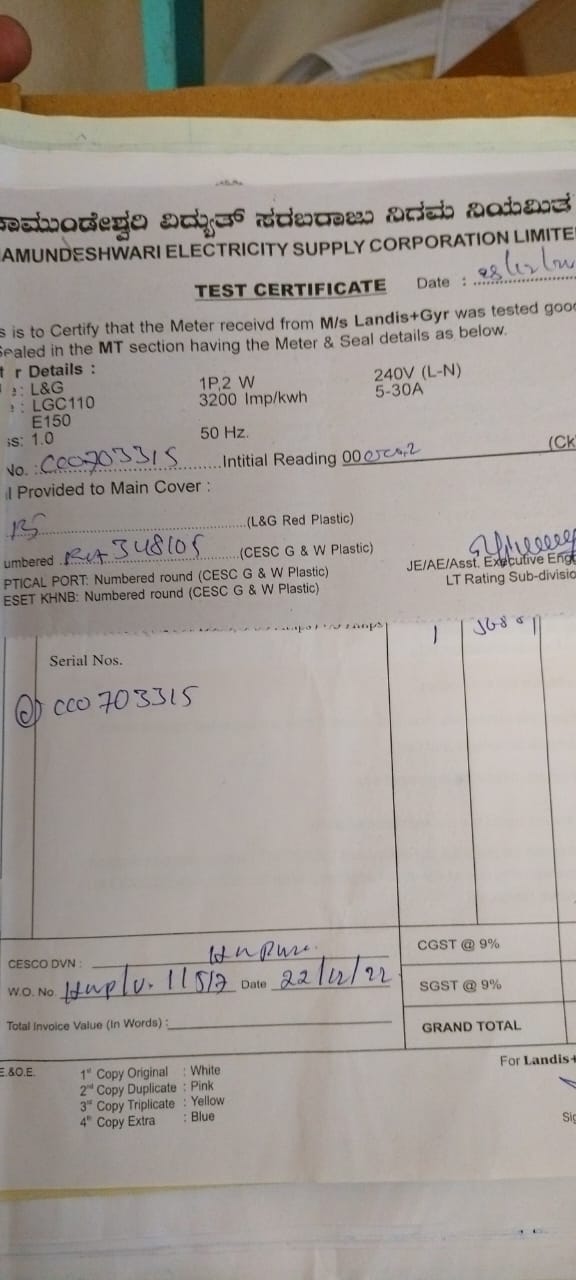 ಾಮುಂಡೇಶ್ವರಿ ವಿದ್ಯುತ್ ಸರಬರಾಜು ನಿಗಮ ನಿಯಮಿತ
AMUNDESHWARI ELECTRICITY SUPPLY CORPORATION LIMITE
TEST CERTIFICATE Date :
s is to Certify that the Meter receivd from M/s Landis+Gyr was tested good
Sealed in the MT section having the Meter & Seal details as below.
r Details :
: L&G 1P,2 W 240V (L-N)
: LGC110 3200 Imp/kwh 5-30A
E150
ss: 1.0 50 Hz.
No. : CC0703315 Intitial Reading 00 (Ck
l Provided to Main Cover :
(L&G Red Plastic)
umbered 348105 (CESC G & W Plastic)
PTICAL PORT: Numbered round (CESC G & W Plastic) JE/AE/Asst. Executive Eng
ESET KHNB: Numbered round (CESC G & W Plastic) LT Rating Sub-divisio
1
Serial Nos.
CC0703315
CESCO DVN : CGST @ 9%
W.O. No. Date 22/12/22 SGST @ 9%
Total Invoice Value (In Words) : GRAND TOTAL
E.&O.E. 1st Copy Original : White For Landis+
2nd Copy Duplicate : Pink
3rd Copy Triplicate : Yellow
4th Copy Extra : Blue Sig